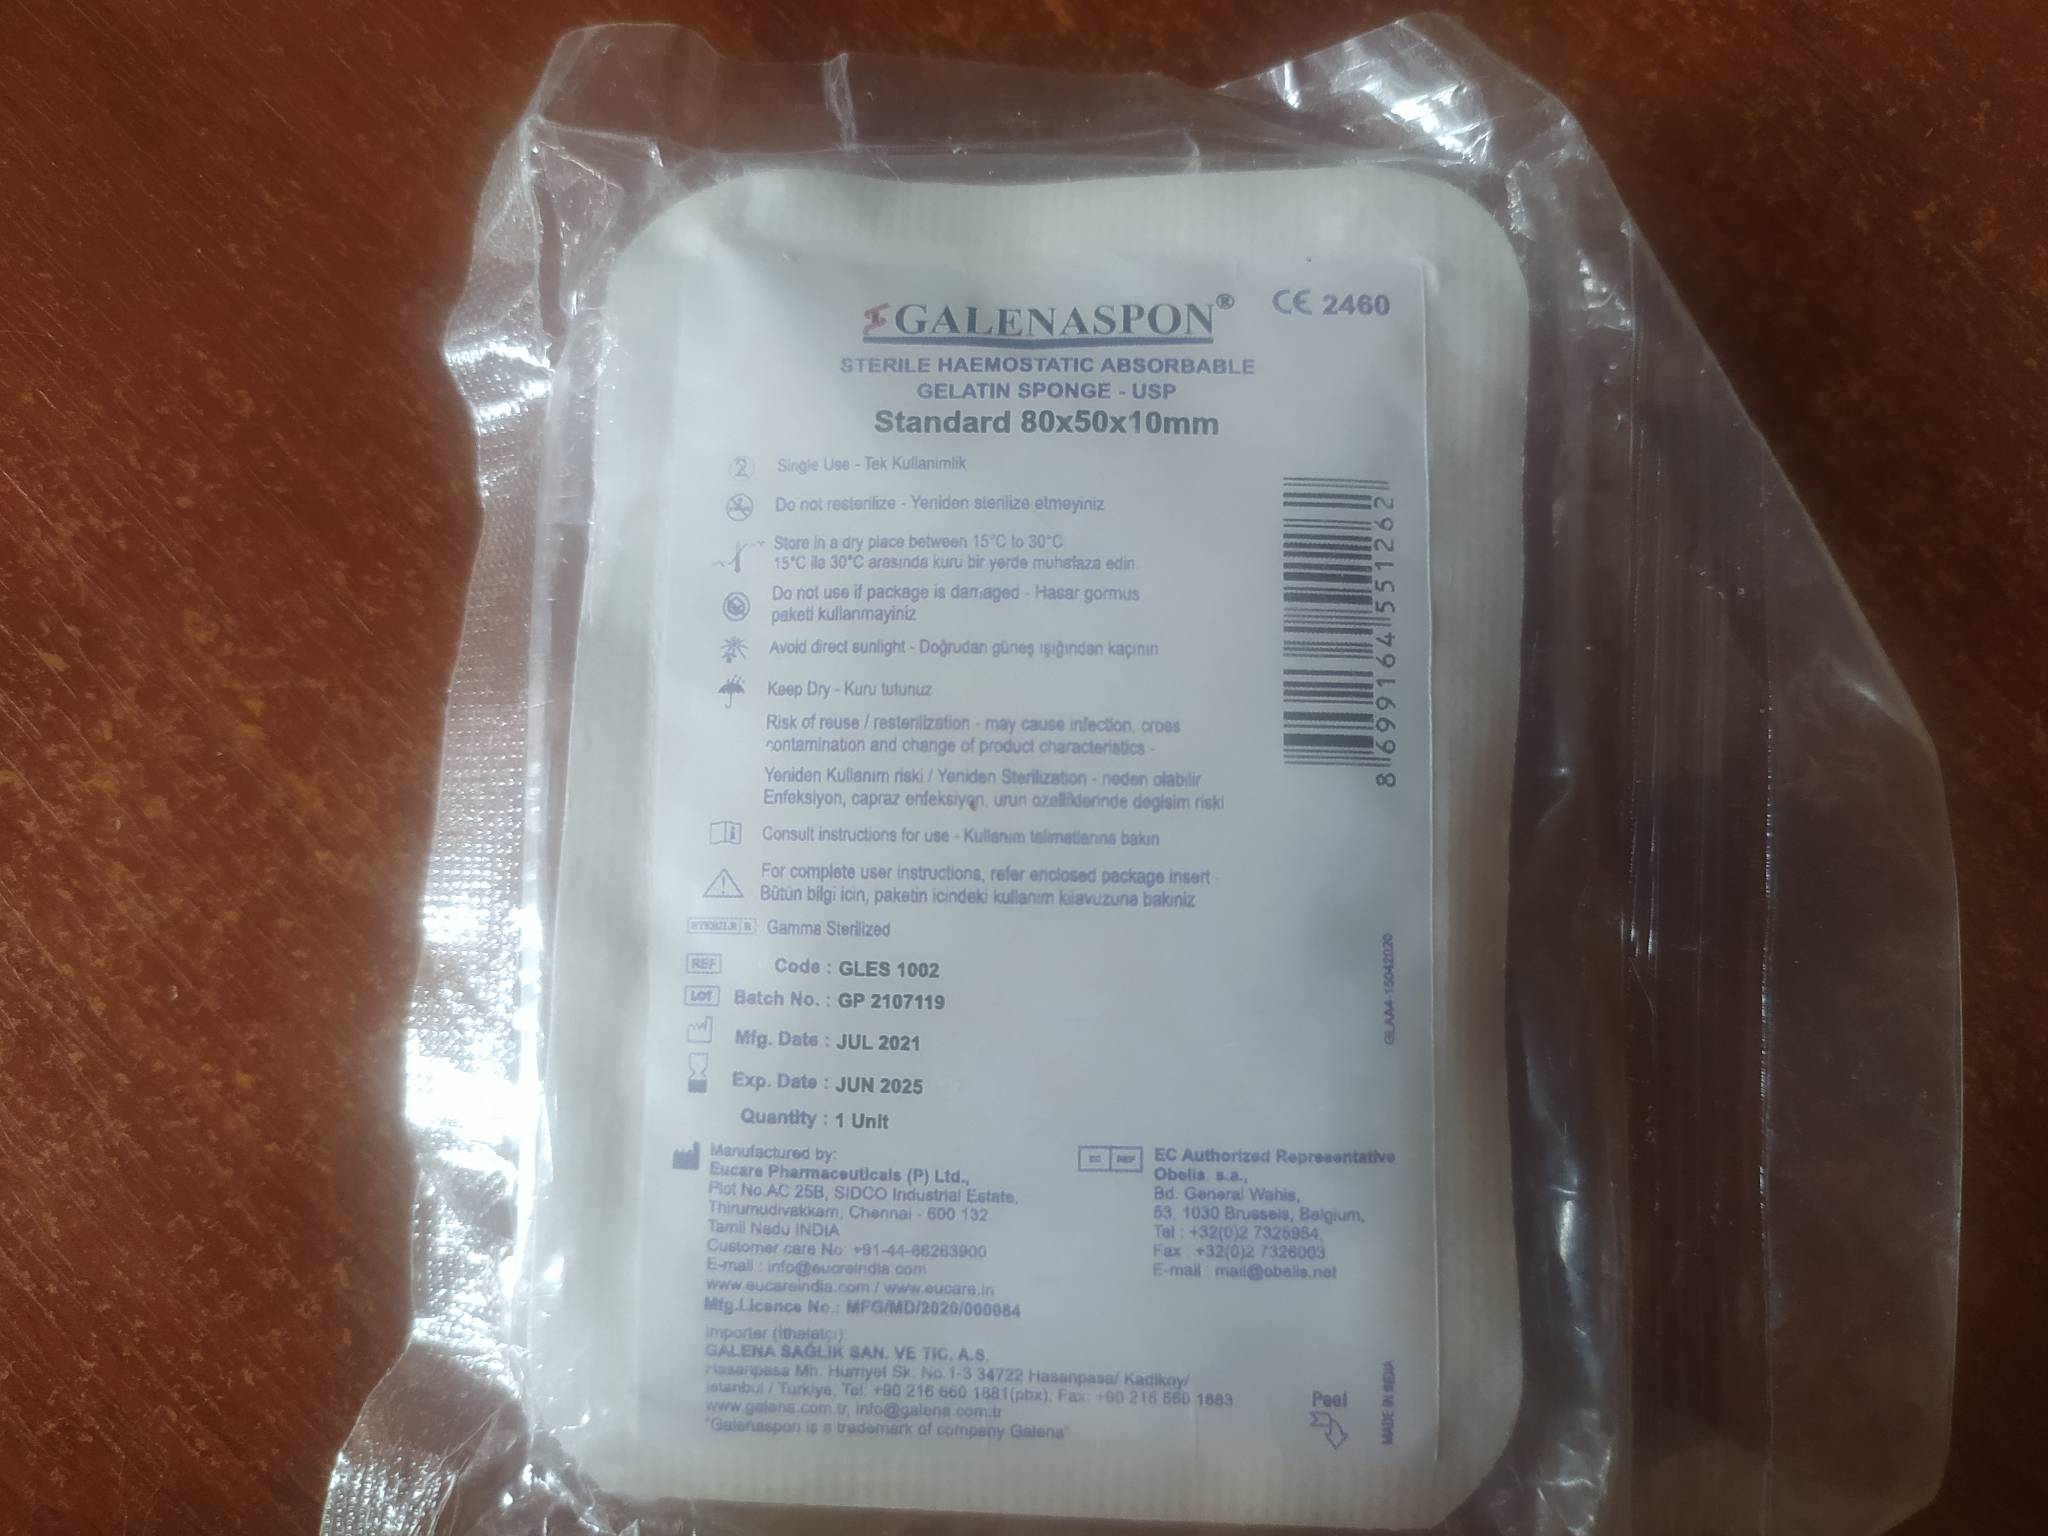 GALENASPON®
CE 2460
STERILE HAEMOSTATIC ABSORBABLE
GELATIN SPONGE - USP
Standard 80x50x10mm
2 Single Use - Tek Kullanimlik
Do not resterilize - Yeniden sterilize etmeyiniz
Store in a dry place between 15°C to 30°C
15°C ila 30°C arasında kuru bir yerde muhafaza edin
Do not use if package is damaged - Hasar gormus
paketi kullanmayiniz
Avoid direct sunlight - Doğrudan güneş ışığından kaçının
Keep Dry - Kuru tutunuz
Risk of reuse / resterilization - may cause infection, cross
contamination and change of product characteristics -
Yeniden Kullanım riski / Yeniden Sterilization - neden olabilir
Enfeksiyon, capraz enfeksiyon, urun ozelliklerinde degisim riski
Consult instructions for use - Kullanım talimatlarına bakın
For complete user instructions, refer enclosed package insert -
Bütün bilgi icin, paketin icindeki kullanım kılavuzuna bakınız
STERILE R Gamma Sterilized
REF Code : GLES 1002
LOT Batch No. : GP 2107119
Mfg. Date : JUL 2021
Exp. Date : JUN 2025
Quantity : 1 Unit
Manufactured by:
Eucare Pharmaceuticals (P) Ltd.,
Plot No.AC 25B, SIDCO Industrial Estate,
Thirumudivakkam, Chennai - 600 132.
Tamil Nadu INDIA
Customer care No: +91-44-66263900
E-mail : info@eucareindia.com
www.eucareindia.com / www.eucare.in
Mfg.Licence No.: MFG/MD/2020/000084
EC REP EC Authorized Representative
Obelis s.a.,
Bd. General Wahis,
53, 1030 Brussels, Belgium,
Tel : +32(0)2 7325954,
Fax : +32(0)2 7326003
E-mail : mail@obelis.net
Importer (İthalatçı):
GALENA SAĞLIK SAN. VE TIC. A.S.
Hasanpasa Mh. Hurriyet Sk. No.1-3 34722 Hasanpasa/ Kadikoy/
Istanbul / Turkiye, Tel: +90 216 660 1881(pbx), Fax: +90 216 660 1883
www.galena.com.tr, info@galena.com.tr
"Galenaspon is a trademark of company Galena"
8699164551262
GLAA4-15042020
Peel
MADE IN INDIA